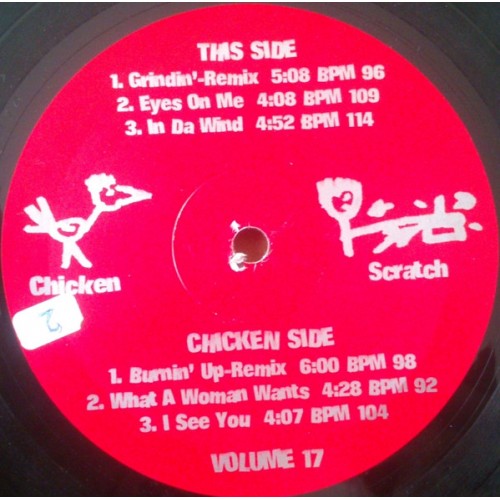 THIS SIDE
1. Grindin'-Remix 5:08 BPM 96
2. Eyes On Me 4:08 BPM 109
3. In Da Wind 4:52 BPM 114
Chicken
Scratch
2
CHICKEN SIDE
1. Burnin' Up-Remix 6:00 BPM 98
2. What A Woman Wants 4:28 BPM 92
3. I See You 4:07 BPM 104
VOLUME 17